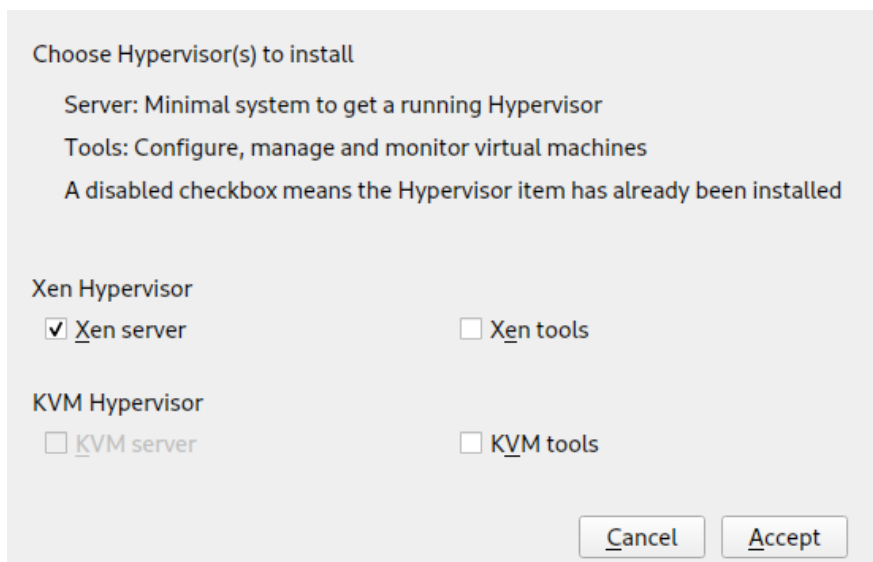 Choose Hypervisor(s) to install
Server: Minimal system to get a running Hypervisor
Tools: Configure, manage and monitor virtual machines
A disabled checkbox means the Hypervisor item has already been installed
Xen Hypervisor
Xen server Xen tools
KVM Hypervisor
KVM server KVM tools
Cancel Accept